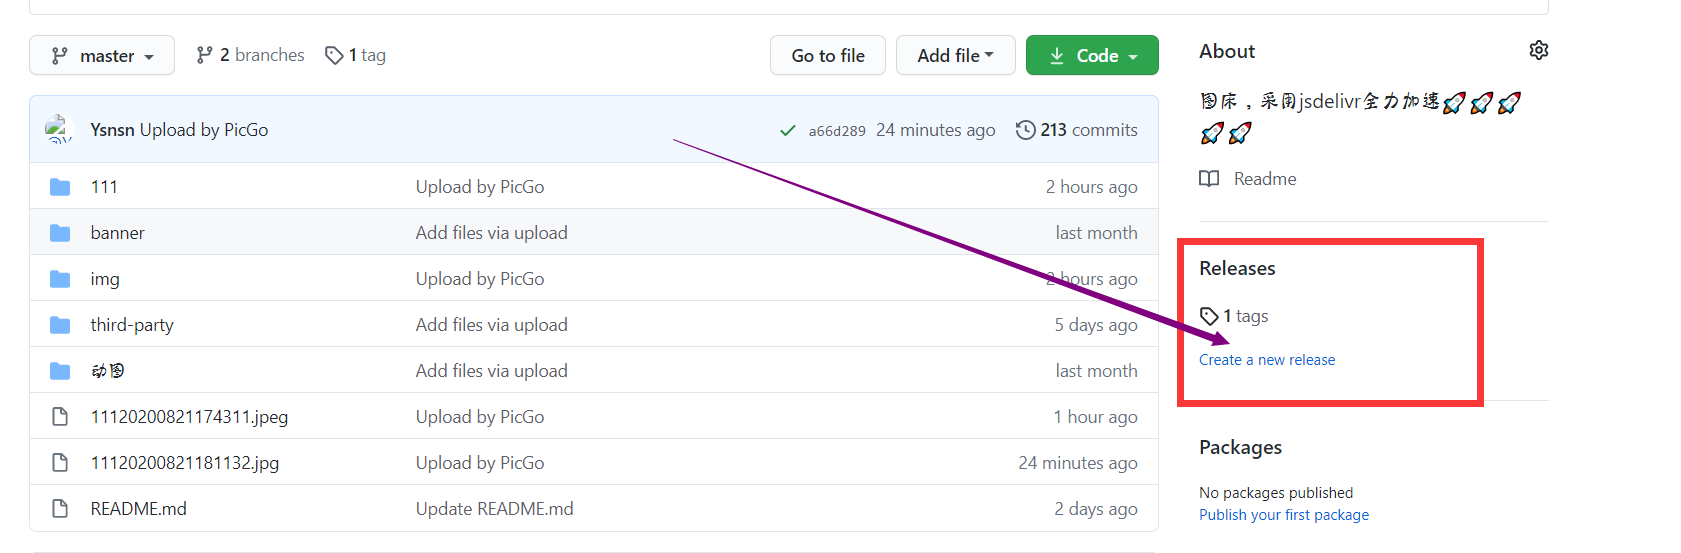 master
2 branches
1 tag
Go to file
Add file
Code
Ysnsn Upload by PicGo
a66d289 24 minutes ago
213 commits
111 Upload by PicGo 2 hours ago
banner Add files via upload last month
img Upload by PicGo 2 hours ago
third-party Add files via upload 5 days ago
动图 Add files via upload last month
11120200821174311.jpeg Upload by PicGo 1 hour ago
11120200821181132.jpg Upload by PicGo 24 minutes ago
README.md Update README.md 2 days ago
About
图床，采用jsdelivr全力加速🚀🚀🚀
🚀🚀
Readme
Releases
1 tags
Create a new release
Packages
No packages published
Publish your first package